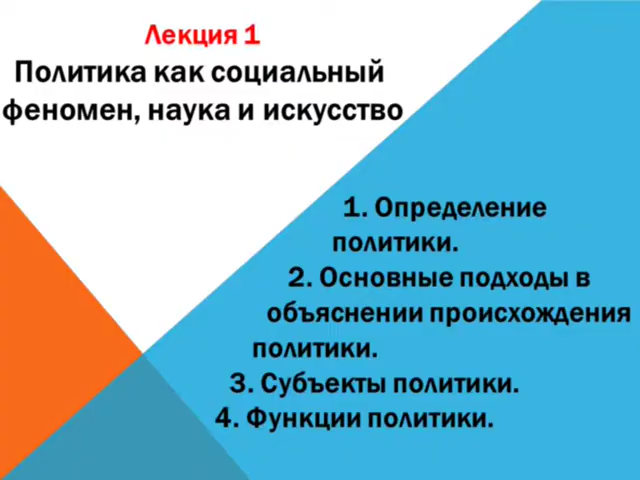 Лекция 1
Политика как социальный
феномен, наука и искусство
1. Определение
политики.
2. Основные подходы в
объяснении происхождения
политики.
3. Субъекты политики.
4. Функции политики.